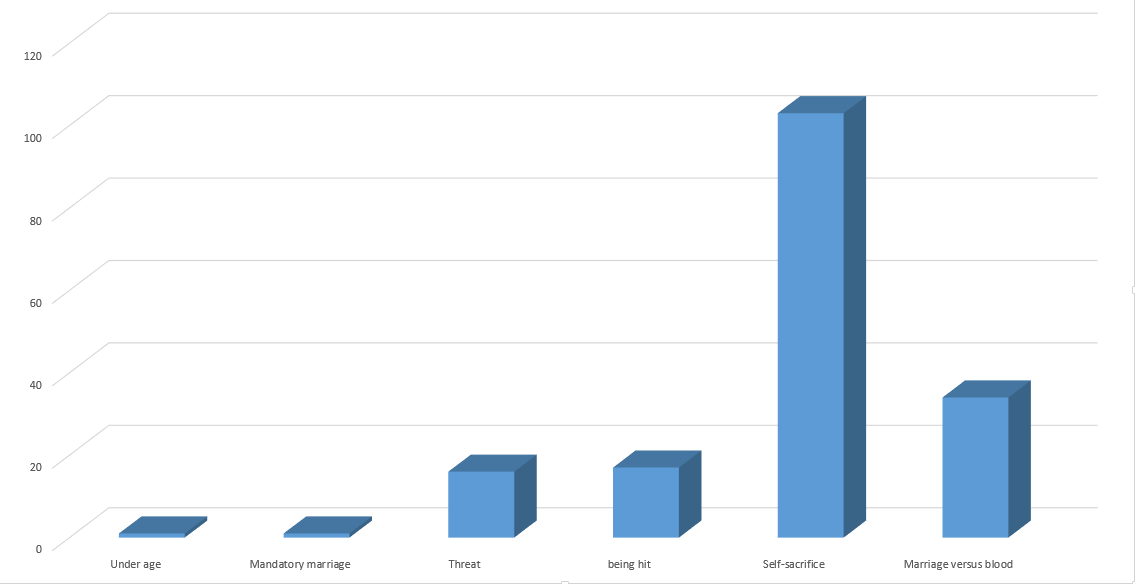 120
100
80
60
40
20
0
Under age
Mandatory marriage
Threat
being hit
Self-sacrifice
Marriage versus blood